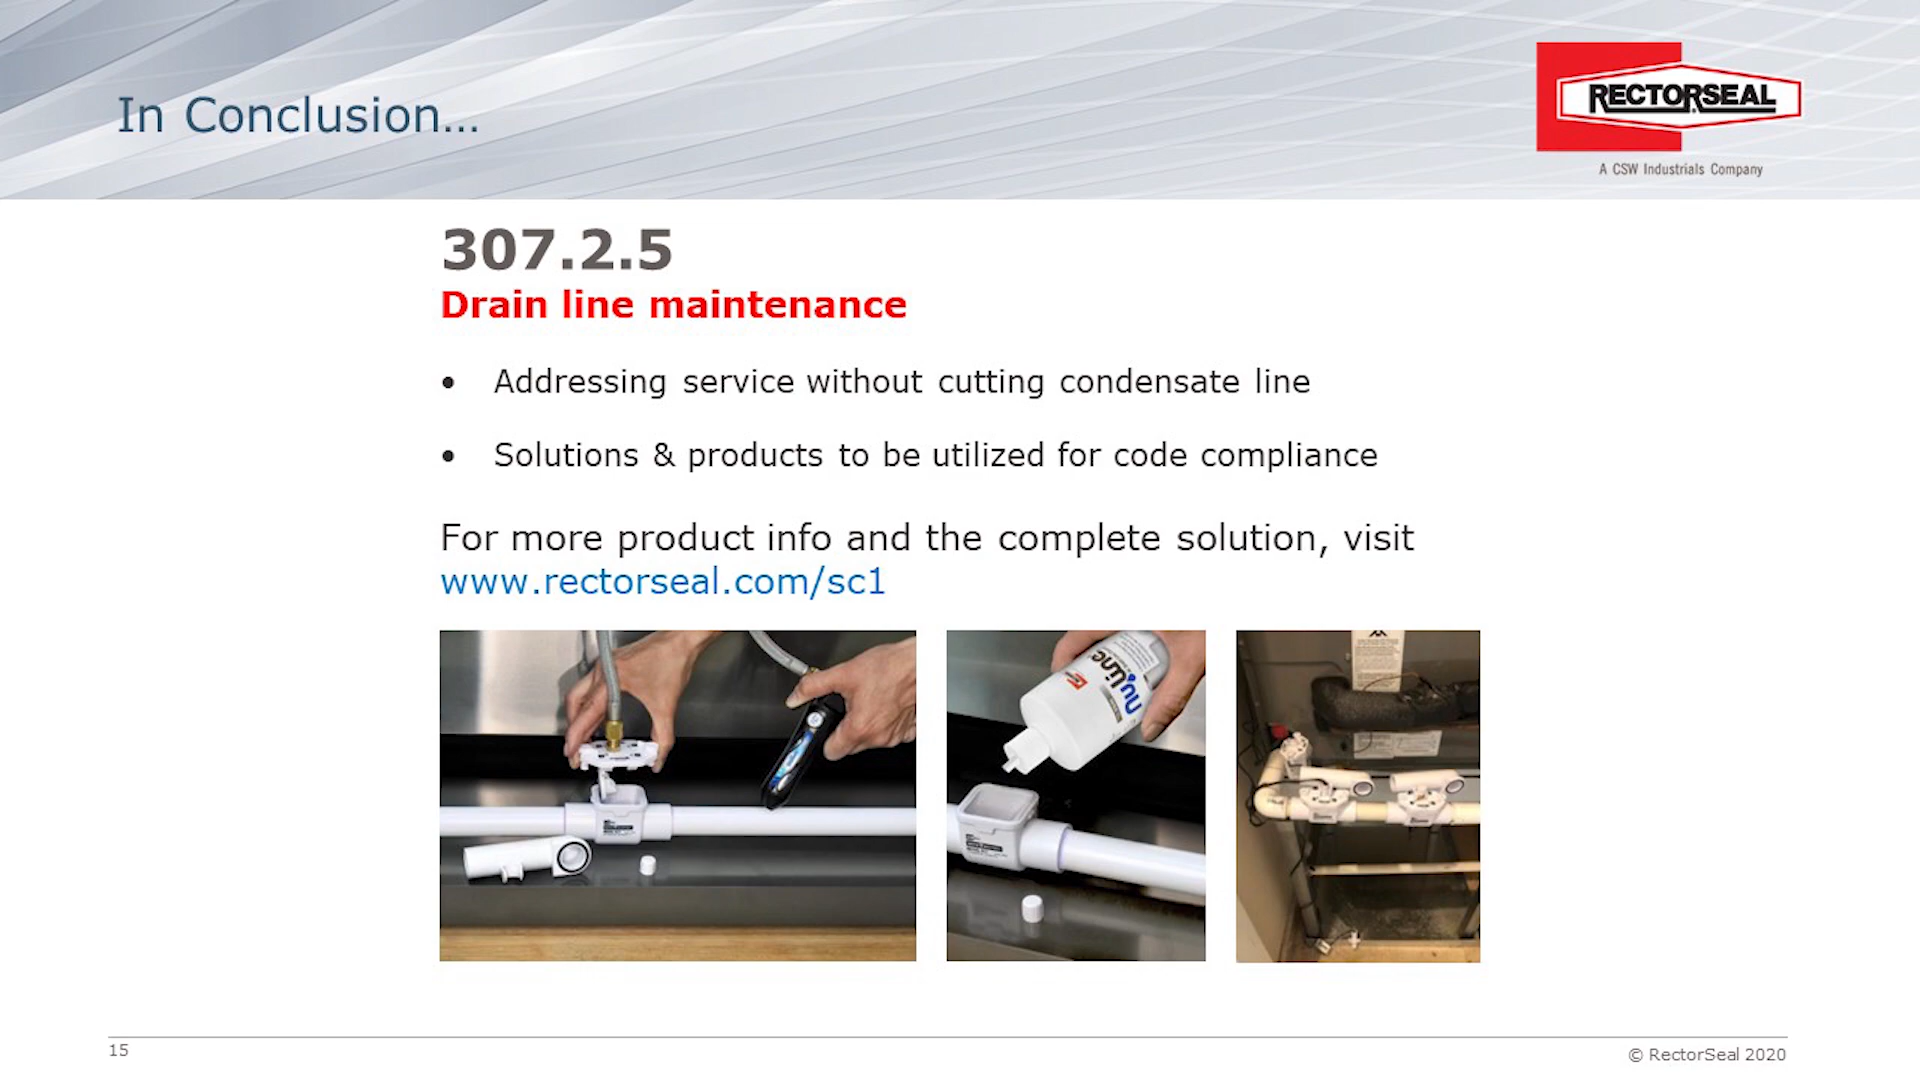 In Conclusion...
RECTORSEAL
A CSW Industrials Company
307.2.5
Drain line maintenance
• Addressing service without cutting condensate line
• Solutions & products to be utilized for code compliance
For more product info and the complete solution, visit
www.rectorseal.com/sc1
nuline
15
© RectorSeal 2020